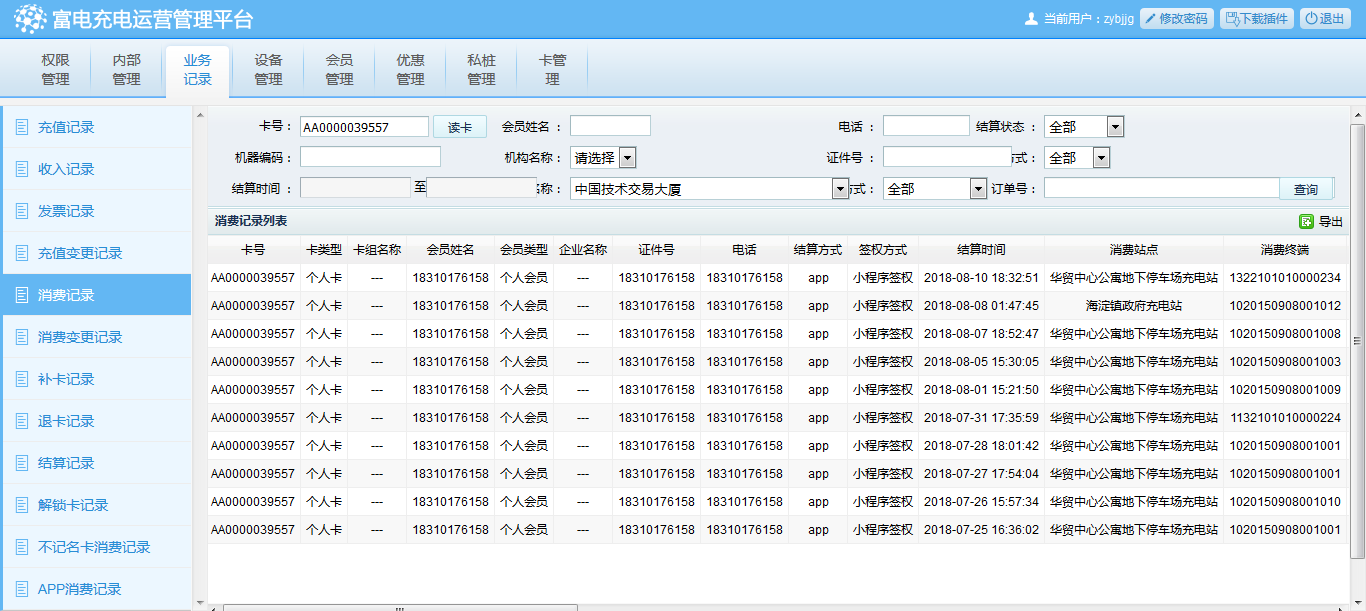 富电充电运营管理平台
当前用户：zybjjg 修改密码 下载插件 退出
权限管理 内部管理 业务记录 设备管理 会员管理 优惠管理 私桩管理 卡管理
充值记录
收入记录
发票记录
充值变更记录
消费记录
消费变更记录
补卡记录
退卡记录
结算记录
解锁卡记录
不记名卡消费记录
APP消费记录
卡号： AA0000039557 读卡 会员姓名 ： 电话 ： 结算状态 ： 全部
机器编码： 机构名称： 请选择 证件号 ： 方式： 全部
结算时间 ： 至 名称： 中国技术交易大厦 方式： 全部 订单号： 查询
消费记录列表 导出
卡号 卡类型 卡组名称 会员姓名 会员类型 企业名称 证件号 电话 结算方式 签权方式 结算时间 消费站点 消费终端
AA0000039557 个人卡 --- 18310176158 个人会员 --- 18310176158 18310176158 app 小程序签权 2018-08-10 18:32:51 华贸中心公寓地下停车场充电站 1322101010000234
AA0000039557 个人卡 --- 18310176158 个人会员 --- 18310176158 18310176158 app 小程序签权 2018-08-08 01:47:45 海淀镇政府充电站 1020150908001012
AA0000039557 个人卡 --- 18310176158 个人会员 --- 18310176158 18310176158 app 小程序签权 2018-08-07 18:52:47 华贸中心公寓地下停车场充电站 1020150908001008
AA0000039557 个人卡 --- 18310176158 个人会员 --- 18310176158 18310176158 app 小程序签权 2018-08-05 15:30:05 华贸中心公寓地下停车场充电站 1020150908001003
AA0000039557 个人卡 --- 18310176158 个人会员 --- 18310176158 18310176158 app 小程序签权 2018-08-01 15:21:50 华贸中心公寓地下停车场充电站 1020150908001009
AA0000039557 个人卡 --- 18310176158 个人会员 --- 18310176158 18310176158 app 小程序签权 2018-07-31 17:35:59 华贸中心公寓地下停车场充电站 1132101010000224
AA0000039557 个人卡 --- 18310176158 个人会员 --- 18310176158 18310176158 app 小程序签权 2018-07-28 18:01:42 华贸中心公寓地下停车场充电站 1020150908001001
AA0000039557 个人卡 --- 18310176158 个人会员 --- 18310176158 18310176158 app 小程序签权 2018-07-27 17:54:04 华贸中心公寓地下停车场充电站 1020150908001001
AA0000039557 个人卡 --- 18310176158 个人会员 --- 18310176158 18310176158 app 小程序签权 2018-07-26 15:57:34 华贸中心公寓地下停车场充电站 1020150908001010
AA0000039557 个人卡 --- 18310176158 个人会员 --- 18310176158 18310176158 app 小程序签权 2018-07-25 16:36:02 华贸中心公寓地下停车场充电站 1020150908001001